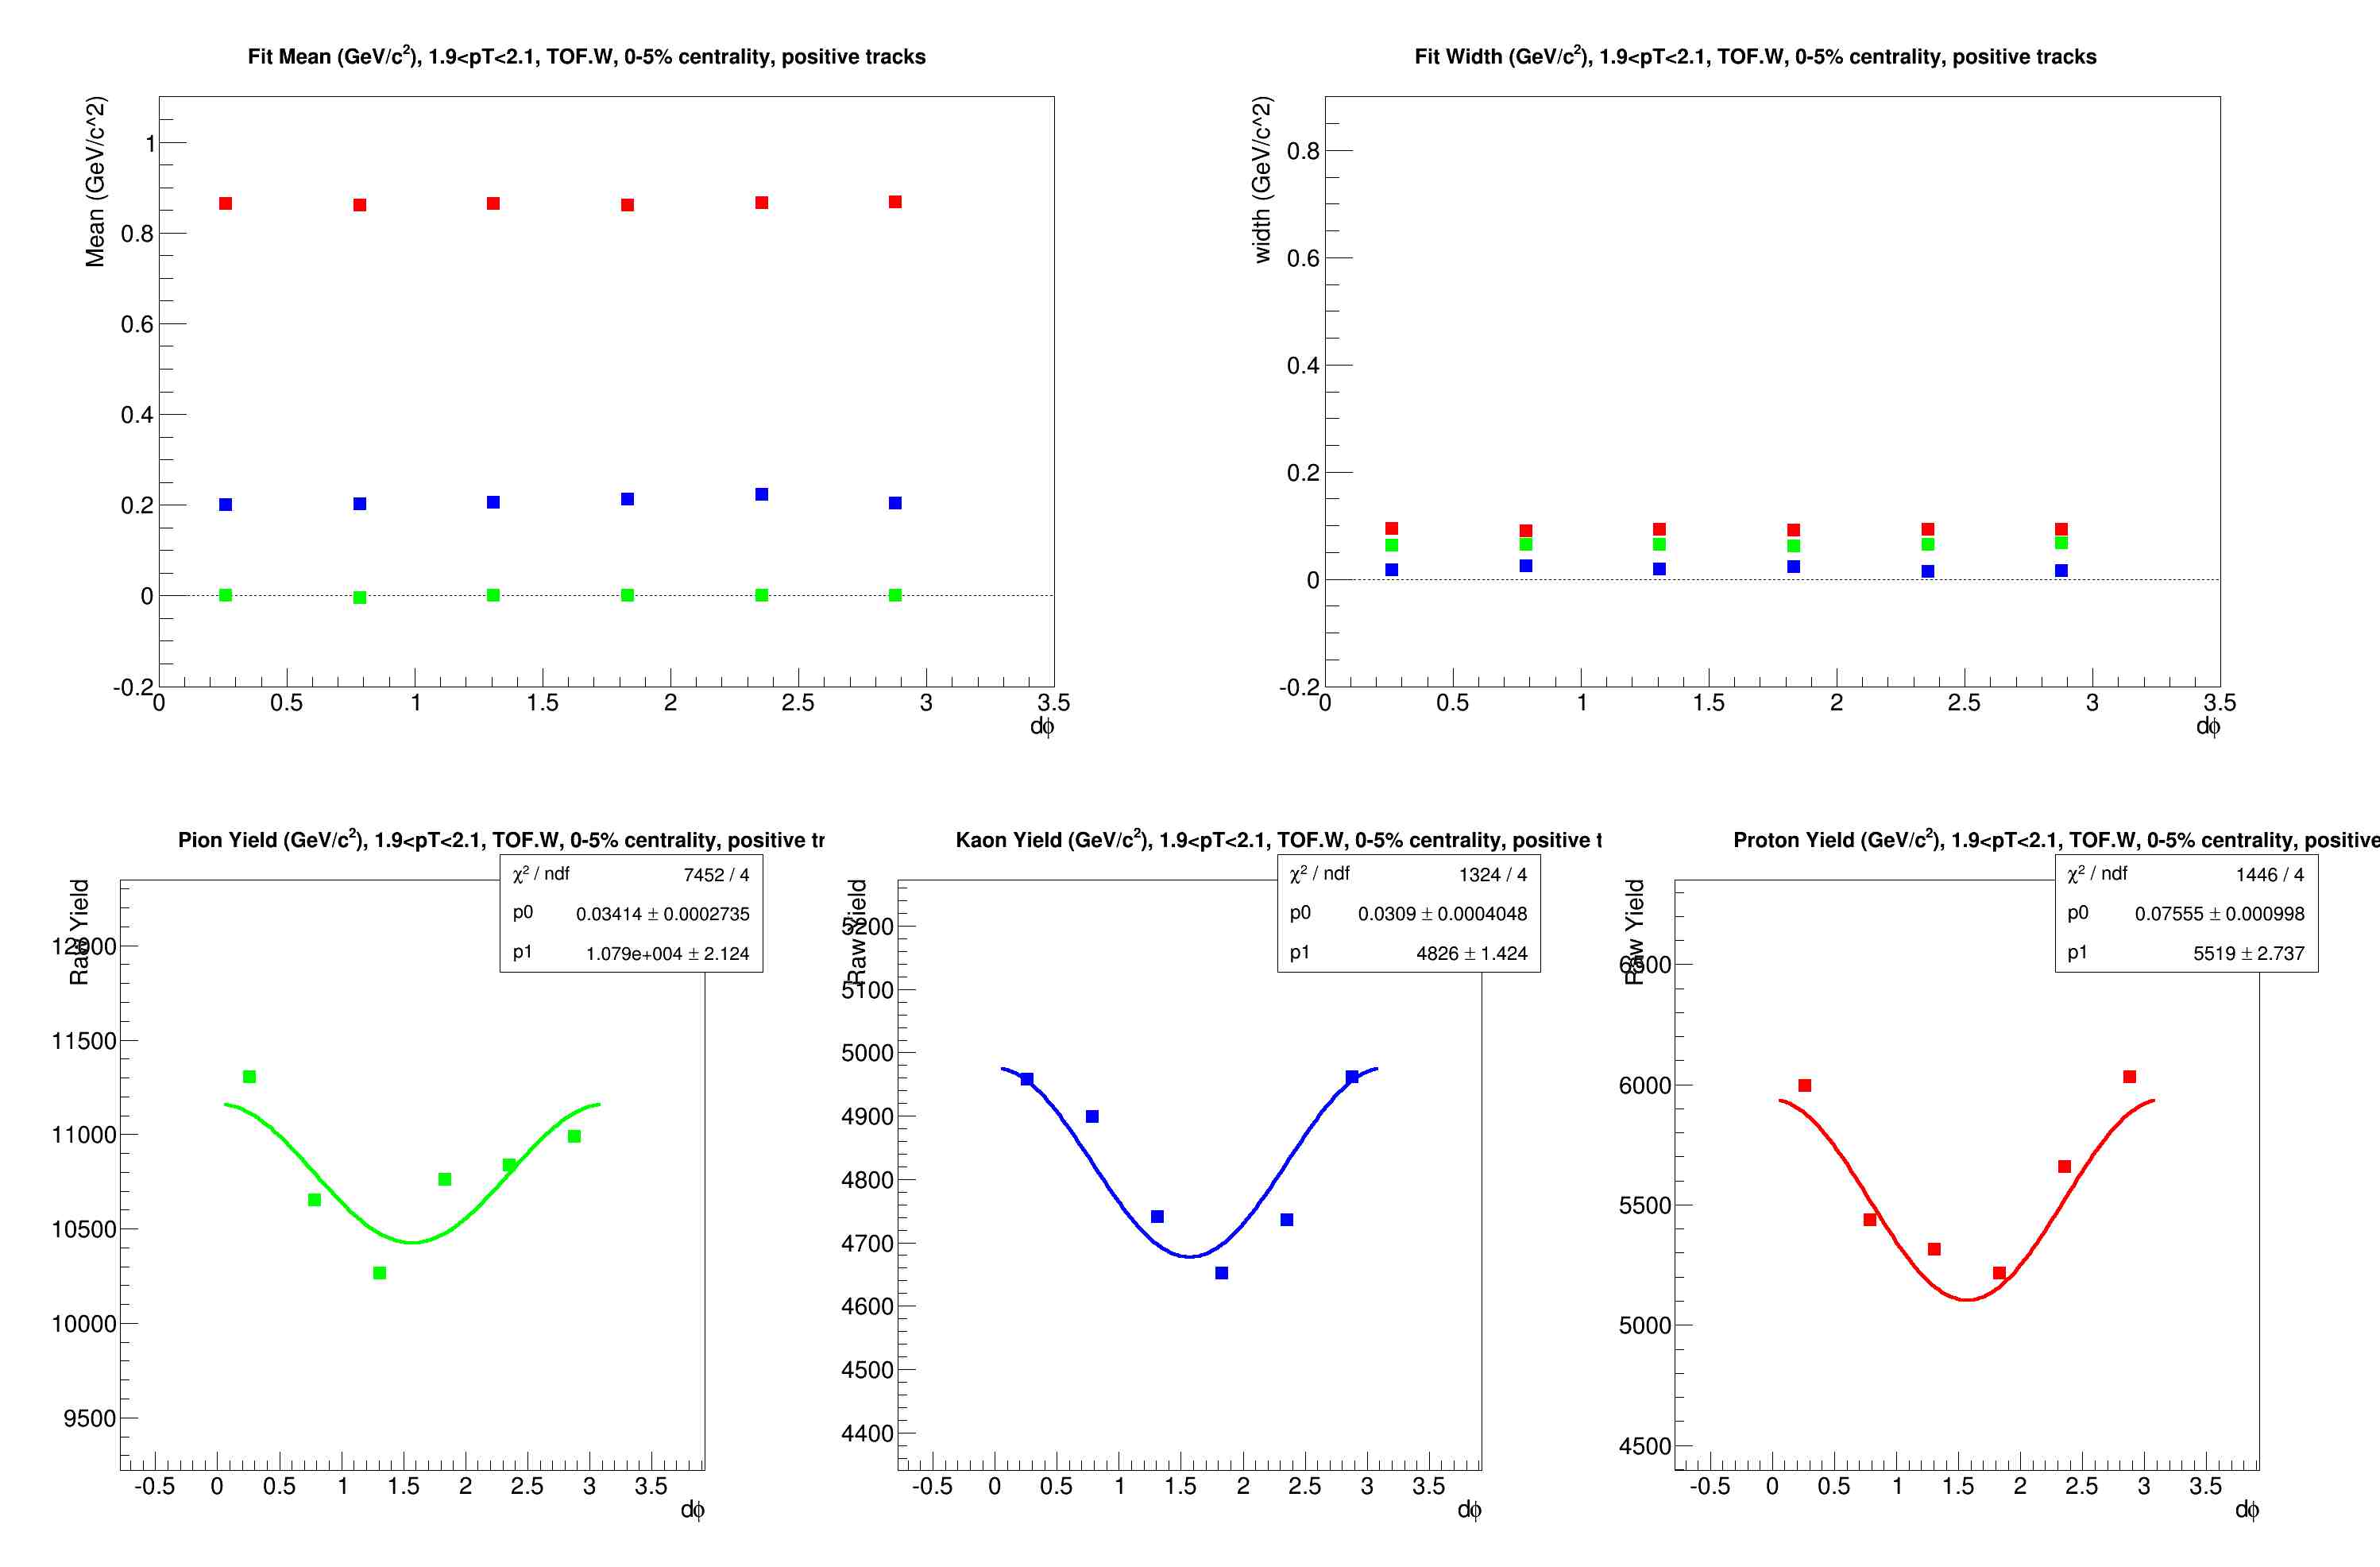 Fit Mean (GeV/c²), 1.9<pT<2.1, TOF.W, 0-5% centrality, positive tracks
Mean (GeV/c^2)
1
0.8
0.6
0.4
0.2
0
-0.2
0 0.5 1 1.5 2 2.5 3 3.5
dϕ
Fit Width (GeV/c²), 1.9<pT<2.1, TOF.W, 0-5% centrality, positive tracks
width (GeV/c^2)
0.8
0.6
0.4
0.2
0
-0.2
0 0.5 1 1.5 2 2.5 3 3.5
dϕ
Pion Yield (GeV/c²), 1.9<pT<2.1, TOF.W, 0-5% centrality, positive tr
χ² / ndf 7452 / 4
p0 0.03414 ± 0.0002735
p1 1.079e+004 ± 2.124
Raw Yield
12000
11500
11000
10500
10000
9500
-0.5 0 0.5 1 1.5 2 2.5 3 3.5
dϕ
Kaon Yield (GeV/c²), 1.9<pT<2.1, TOF.W, 0-5% centrality, positive t
χ² / ndf 1324 / 4
p0 0.0309 ± 0.0004048
p1 4826 ± 1.424
Raw Yield
5200
5100
5000
4900
4800
4700
4600
4500
4400
-0.5 0 0.5 1 1.5 2 2.5 3 3.5
dϕ
Proton Yield (GeV/c²), 1.9<pT<2.1, TOF.W, 0-5% centrality, positive
χ² / ndf 1446 / 4
p0 0.07555 ± 0.000998
p1 5519 ± 2.737
Raw Yield
6500
6000
5500
5000
4500
-0.5 0 0.5 1 1.5 2 2.5 3 3.5
dϕ